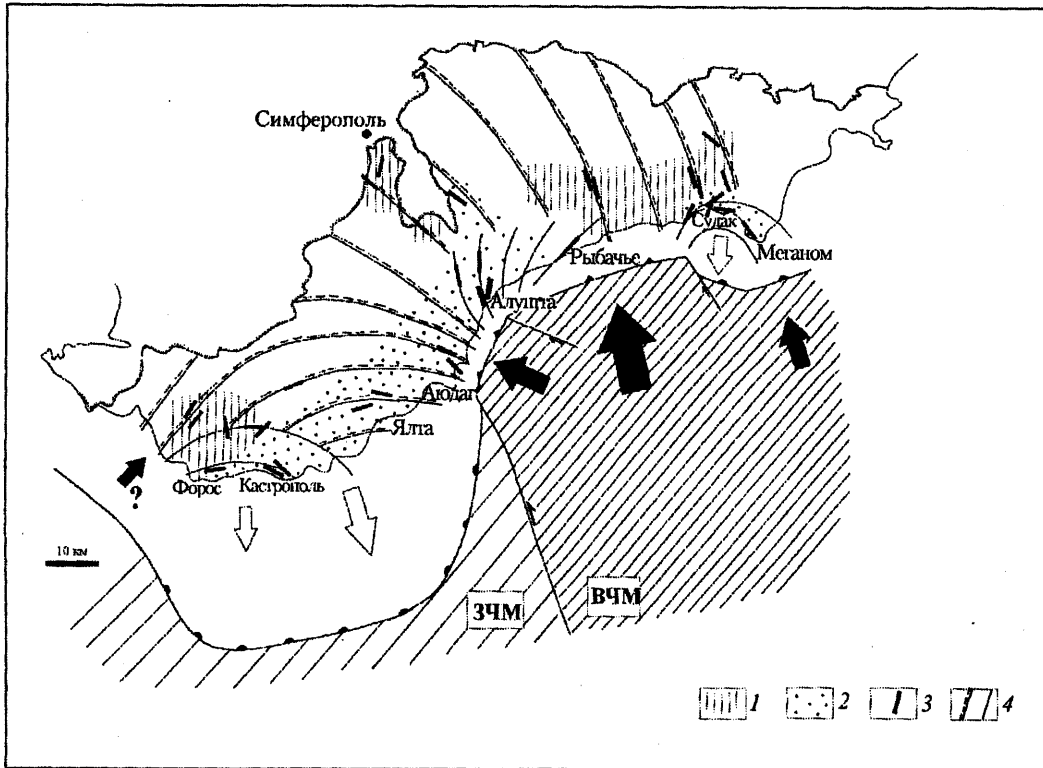 Симферополь
Судак
Меганом
Рыбачье
Алушта
Аюдаг
Ялта
?
Форос
Кастрополь
10 км
ЗЧМ
ВЧМ
1
2
3
4